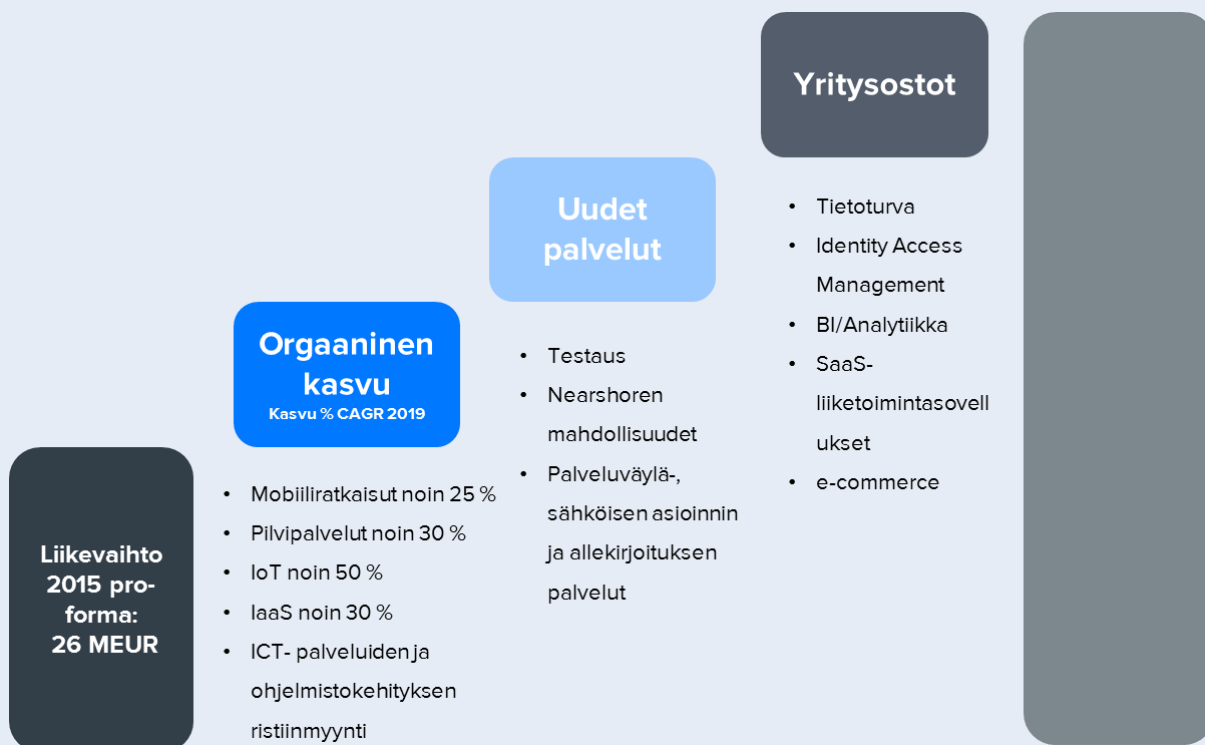 Liikevaihto
2015 pro-
forma:
26 MEUR
Orgaaninen
kasvu
Kasvu % CAGR 2019
• Mobiiliratkaisut noin 25 %
• Pilvipalvelut noin 30 %
• IoT noin 50 %
• IaaS noin 30 %
• ICT- palveluiden ja
ohjelmistokehityksen
ristiinmyynti
Uudet
palvelut
• Testaus
• Nearshoren
mahdollisuudet
• Palveluväylä-,
sähköisen asioinnin
ja allekirjoituksen
palvelut
Yritysostot
• Tietoturva
• Identity Access
Management
• BI/Analytiikka
• SaaS-
liiketoimintasovell
ukset
• e-commerce